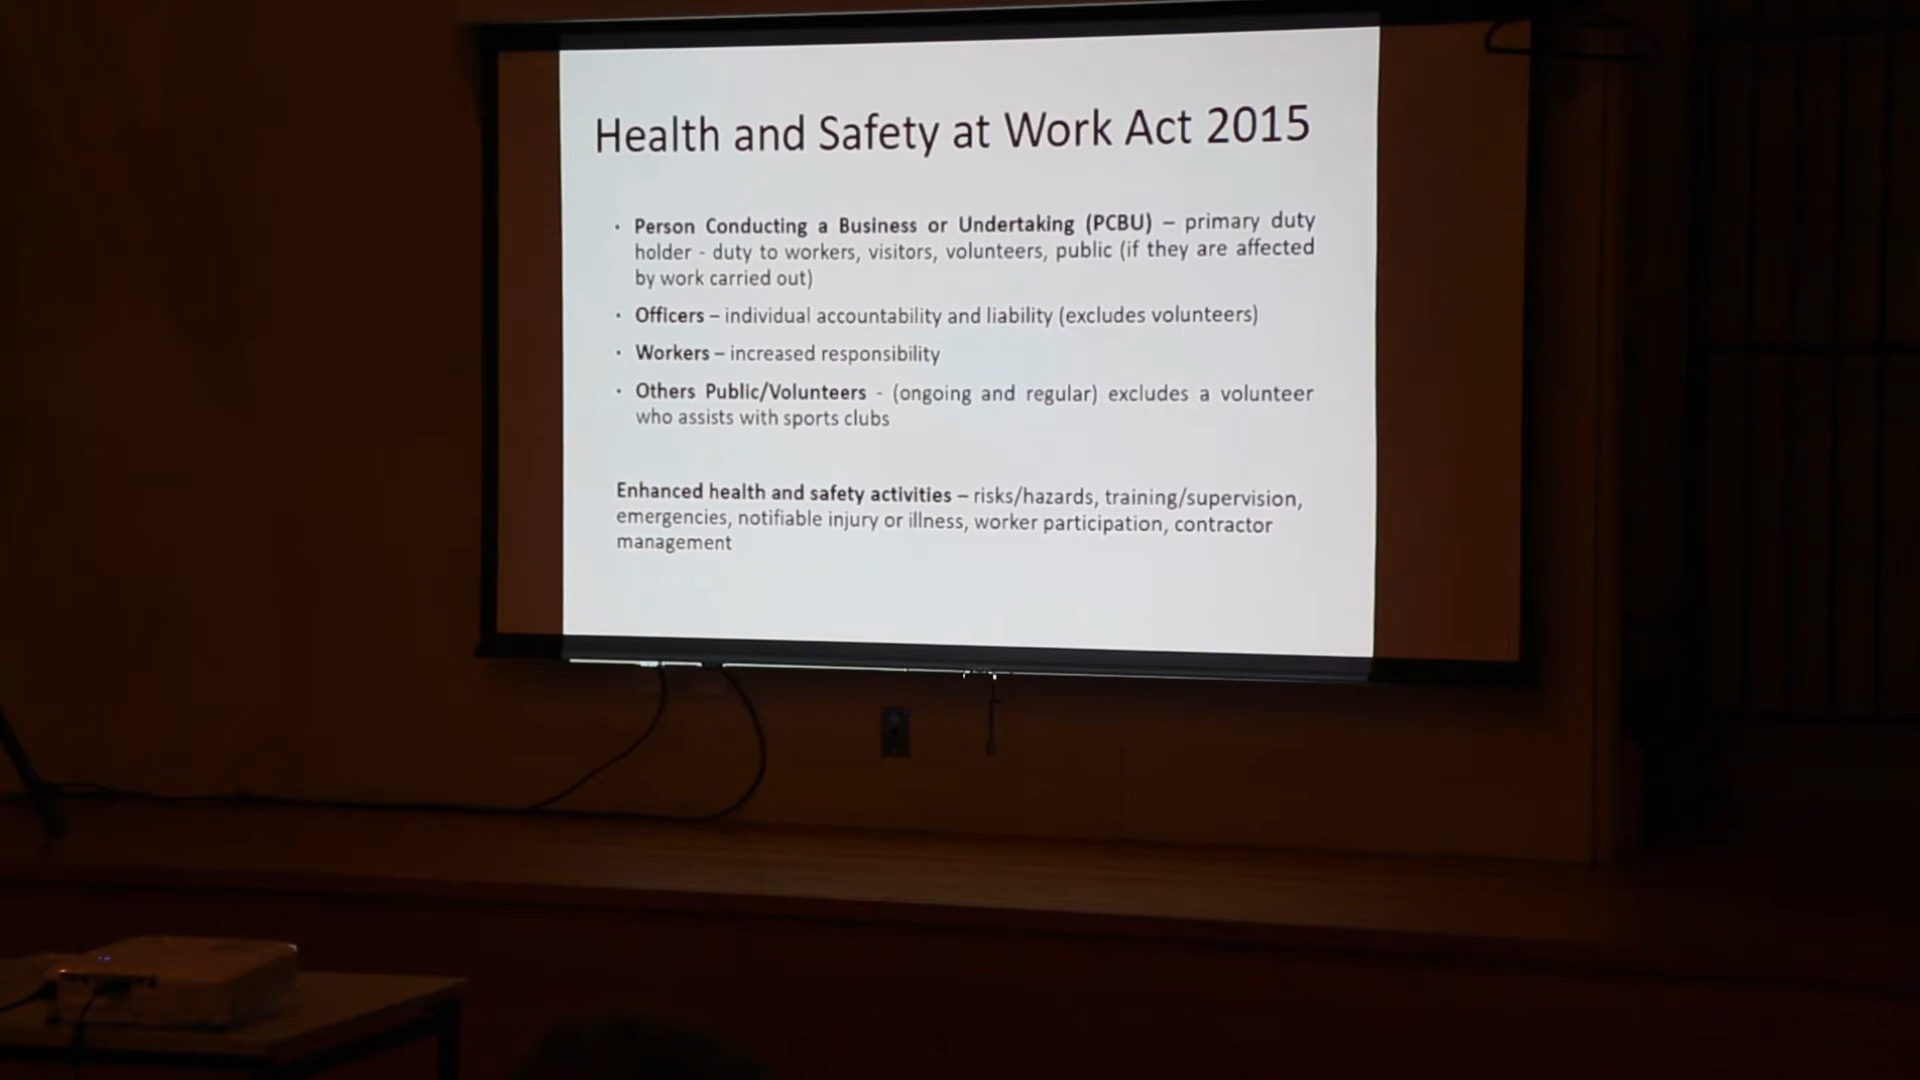 Health and Safety at Work Act 2015
· Person Conducting a Business or Undertaking (PCBU) – primary duty
holder - duty to workers, visitors, volunteers, public (if they are affected
by work carried out)
· Officers – individual accountability and liability (excludes volunteers)
· Workers – increased responsibility
· Others Public/Volunteers - (ongoing and regular) excludes a volunteer
who assists with sports clubs
Enhanced health and safety activities – risks/hazards, training/supervision,
emergencies, notifiable injury or illness, worker participation, contractor
management